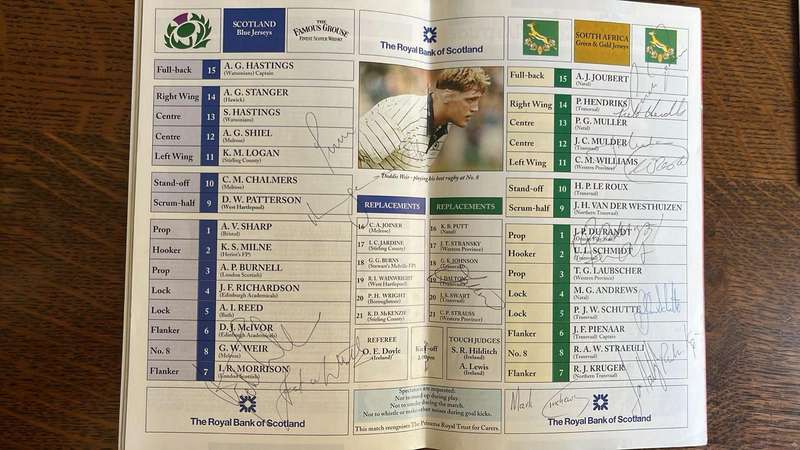 SCOTLAND
Blue Jerseys
THE
FAMOUS GROUSE
FINEST SCOTCH WHISKY
Full-back 15 A. G. HASTINGS
(Watsonians) Captain
Right Wing 14 A. G. STANGER
(Hawick)
Centre 13 S. HASTINGS
(Watsonians)
Centre 12 A. G. SHIEL
(Melrose)
Left Wing 11 K. M. LOGAN
(Stirling County)
Stand-off 10 C. M. CHALMERS
(Melrose)
Scrum-half 9 D. W. PATTERSON
(West Hartlepool)
Prop 1 A. V. SHARP
(Bristol)
Hooker 2 K. S. MILNE
(Heriot's FP)
Prop 3 A. P. BURNELL
(London Scottish)
Lock 4 J. F. RICHARDSON
(Edinburgh Academicals)
Lock 5 A. I. REED
(Bath)
Flanker 6 D. J. McIVOR
(Edinburgh Academicals)
No. 8 8 G. W. WEIR
(Melrose)
Flanker 7 I. R. MORRISON
(London Scottish)
The Royal Bank of Scotland
The Royal Bank of Scotland
Doddie Weir - playing his best rugby at No. 8
REPLACEMENTS
16 C. A. JOINER
(Melrose)
17 I. C. JARDINE
(Stirling County)
18 G. G. BURNS
(Stewart's Melville FP)
19 R. I. WAINWRIGHT
(West Hartlepool)
20 P. H. WRIGHT
(Boroughmuir)
21 K. D. McKENZIE
(Stirling County)
REPLACEMENTS
16 K. B. PUTT
(Natal)
17 J. T. STRANSKY
(Western Province)
18 G. K. JOHNSON
(Transvaal)
19 J. DALTON
(Transvaal)
20 I. S. SWART
(Transvaal)
21 C. P. STRAUSS
(Western Province)
REFEREE
O. E. Doyle
(Ireland)
Kick-off
2.00pm
TOUCH JUDGES
S. R. Hilditch
(Ireland)
A. Lewis
(Ireland)
Spectators are requested:
Not to stand up during play.
Not to smoke during the match.
Not to whistle or make other noises during goal kicks.
This match recognises The Princess Royal Trust for Carers.
SOUTH AFRICA
Green & Gold Jerseys
Full-back 15 A. J. JOUBERT
(Natal)
Right Wing 14 P. HENDRIKS
(Transvaal)
Centre 13 P. G. MULLER
(Natal)
Centre 12 J. C. MULDER
(Transvaal)
Left Wing 11 C. M. WILLIAMS
(Western Province)
Stand-off 10 H. P. LE ROUX
(Transvaal)
Scrum-half 9 J. H. VAN DER WESTHUIZEN
(Northern Transvaal)
Prop 1 J. P. DU RANDT
Hooker 2 U. L. SCHMIDT
(Transvaal)
Prop 3 T. G. LAUBSCHER
(Western Province)
Lock 4 M. G. ANDREWS
(Natal)
Lock 5 P. J. W. SCHUTTE
(Transvaal)
Flanker 6 J. F. PIENAAR
(Transvaal) Captain
No. 8 8 R. A. W. STRAEULI
(Transvaal)
Flanker 7 R. J. KRUGER
(Northern Transvaal)
Mark
The Royal Bank of Scotland